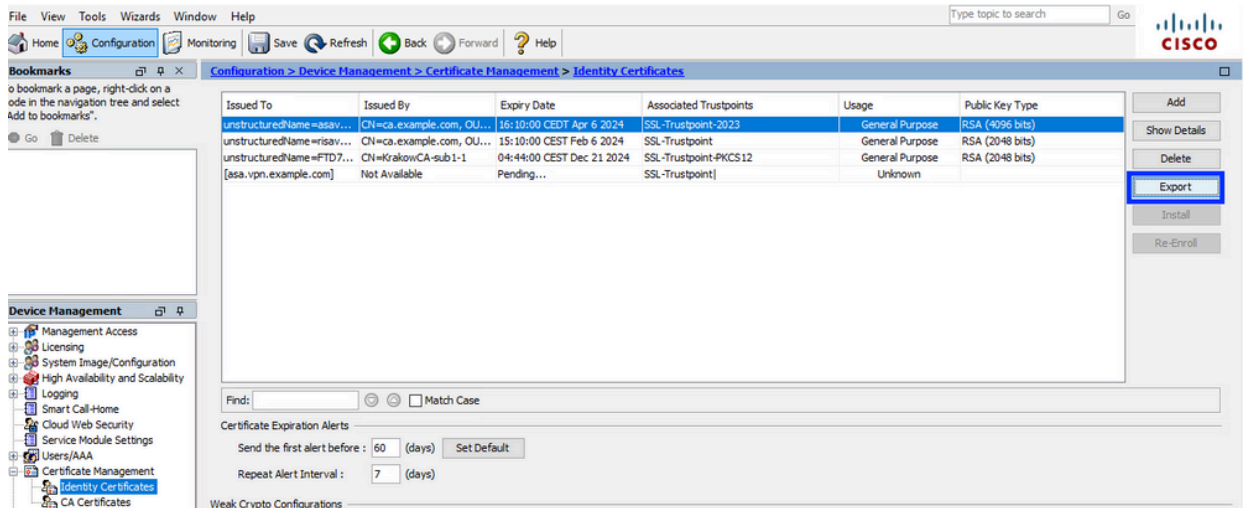 File View Tools Wizards Window Help
Type topic to search Go
Home Configuration Monitoring Save Refresh Back Forward Help
CISCO
Bookmarks
o bookmark a page, right-click on a
ode in the navigation tree and select
Add to bookmarks".
Go Delete
Configuration > Device Management > Certificate Management > Identity Certificates
Issued To Issued By Expiry Date Associated Trustpoints Usage Public Key Type
unstructuredName=asav... CN=ca.example.com, OU... 16:10:00 CEDT Apr 6 2024 SSL-Trustpoint-2023 General Purpose RSA (4096 bits)
unstructuredName=risav... CN=ca.example.com, OU... 15:10:00 CEST Feb 6 2024 SSL-Trustpoint General Purpose RSA (2048 bits)
unstructuredName=FTD7... CN=KrakowCA-sub1-1 04:44:00 CEST Dec 21 2024 SSL-Trustpoint-PKCS12 General Purpose RSA (2048 bits)
[asa.vpn.example.com] Not Available Pending... SSL-Trustpoint| Unknown
Add
Show Details
Delete
Export
Install
Re-Enroll
Find: Match Case
Certificate Expiration Alerts
Send the first alert before : 60 (days) Set Default
Repeat Alert Interval : 7 (days)
Weak Crypto Configurations
Device Management
Management Access
Licensing
System Image/Configuration
High Availability and Scalability
Logging
Smart Call-Home
Cloud Web Security
Service Module Settings
Users/AAA
Certificate Management
Identity Certificates
CA Certificates